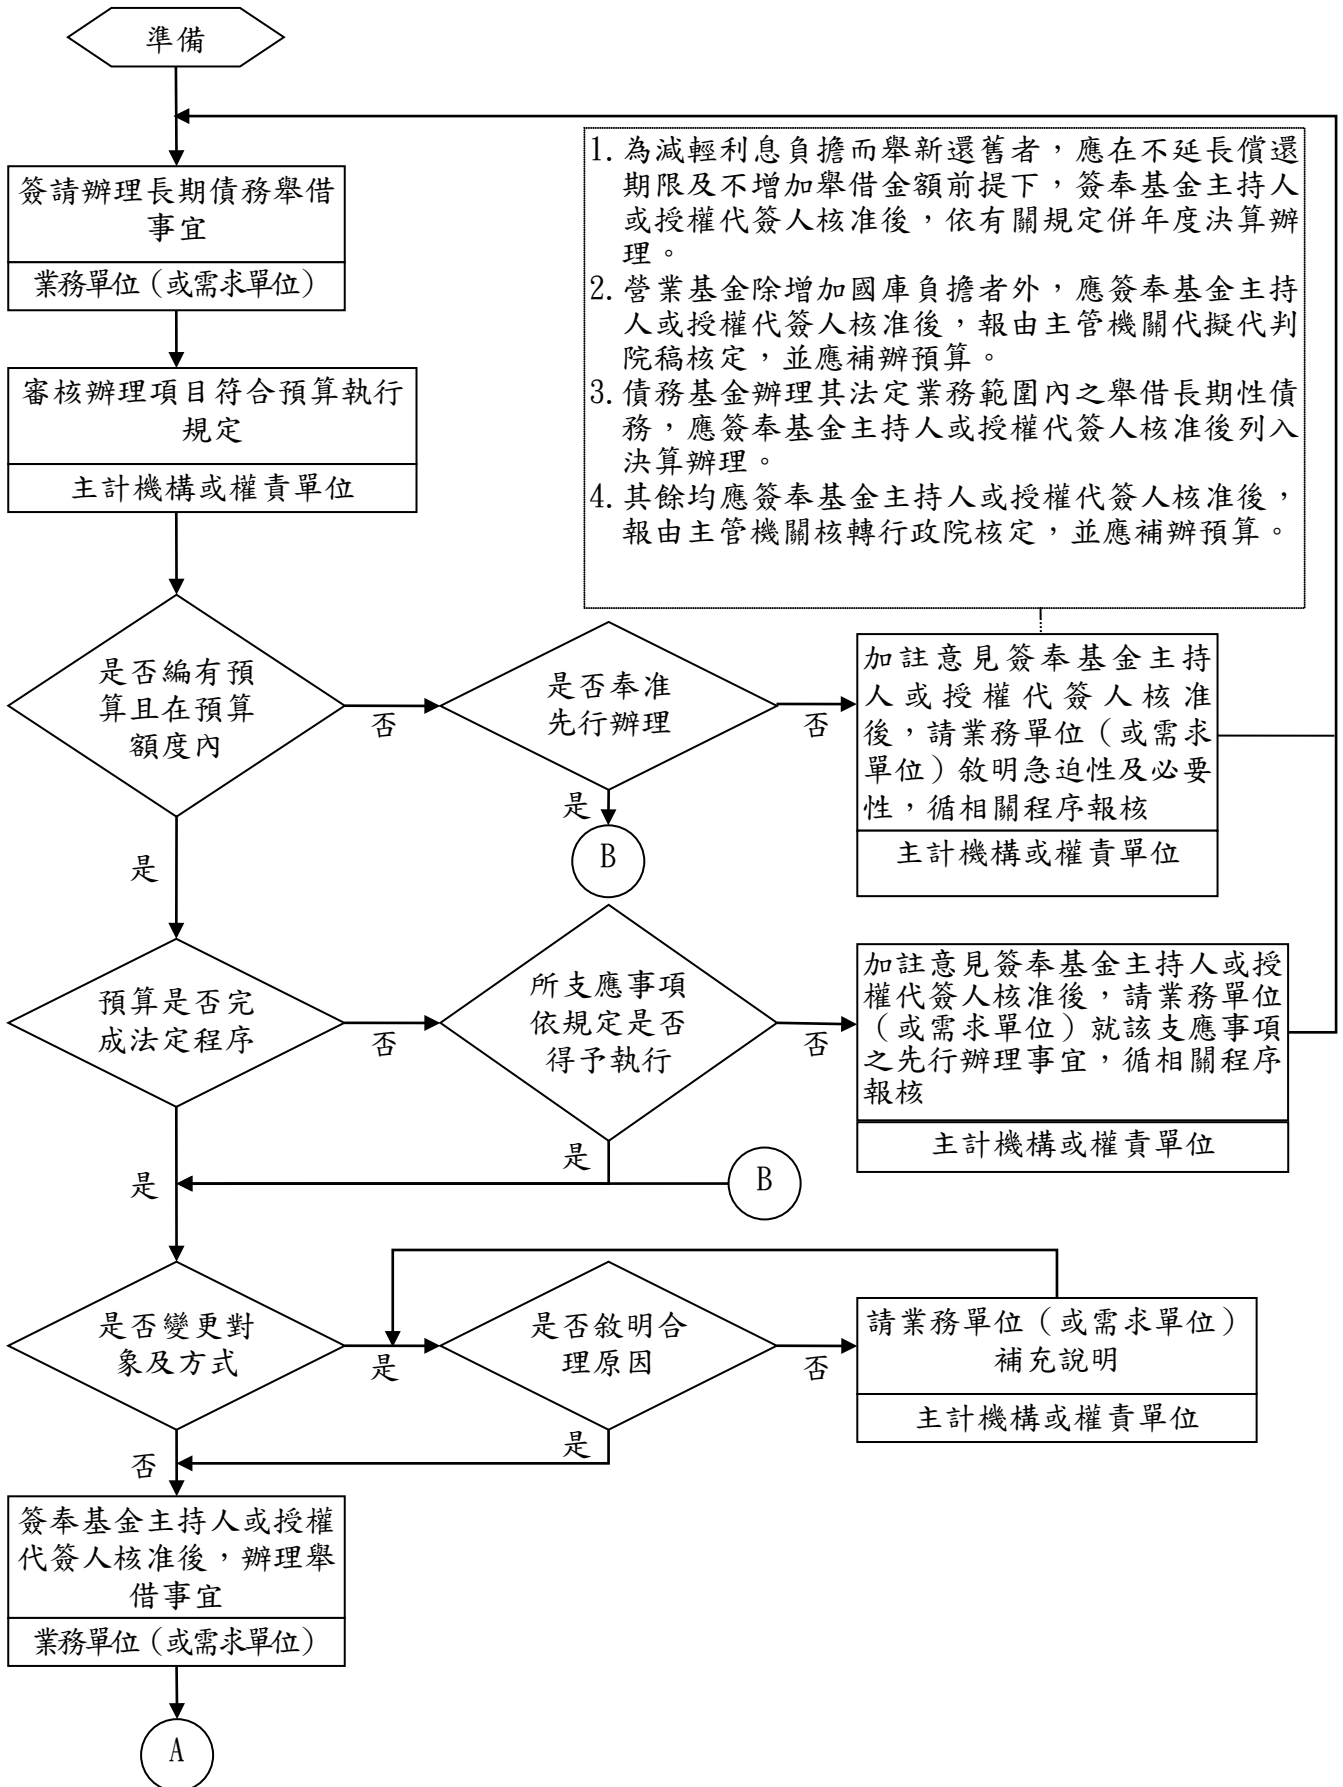 準備
1. 為減輕利息負擔而舉新還舊者，應在不延長償還
期限及不增加舉借金額前提下，簽奉基金主持人
或授權代簽人核准後，依有關規定併年度決算辦
理。
2. 營業基金除增加國庫負擔者外，應簽奉基金主持
人或授權代簽人核准後，報由主管機關代擬代判
院稿核定，並應補辦預算。
3. 債務基金辦理其法定業務範圍內之舉借長期性債
務，應簽奉基金主持人或授權代簽人核准後列入
決算辦理。
4. 其餘均應簽奉基金主持人或授權代簽人核准後，
報由主管機關核轉行政院核定，並應補辦預算。
簽請辦理長期債務舉借
事宜
業務單位（或需求單位）
審核辦理項目符合預算執行
規定
主計機構或權責單位
是否編有預
算且在預算
額度內
否
是
是否奉准
先行辦理
否
是
B
加註意見簽奉基金主持
人或授權代簽人核准
後，請業務單位（或需求
單位）敘明急迫性及必要
性，循相關程序報核
主計機構或權責單位
預算是否完
成法定程序
否
是
所支應事項
依規定是否
得予執行
否
是
加註意見簽奉基金主持人或授
權代簽人核准後，請業務單位
（或需求單位）就該支應事項
之先行辦理事宜，循相關程序
報核
主計機構或權責單位
B
是否變更對
象及方式
是
否
是否敘明合
理原因
否
是
請業務單位（或需求單位）
補充說明
主計機構或權責單位
簽奉基金主持人或授權
代簽人核准後，辦理舉
借事宜
業務單位（或需求單位）
A